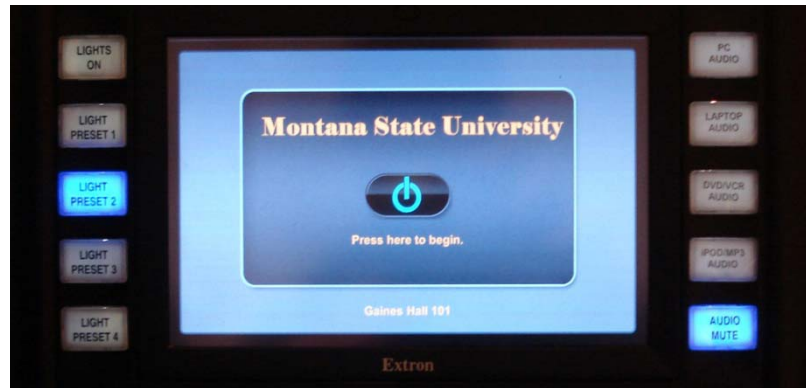 LIGHTS
ON
LIGHT
PRESET 1
LIGHT
PRESET 2
LIGHT
PRESET 3
LIGHT
PRESET 4
Montana State University
Press here to begin.
Gaines Hall 101
Extron
PC
AUDIO
LAPTOP
AUDIO
DVD/VCR
AUDIO
iPOD/MP3
AUDIO
AUDIO
MUTE